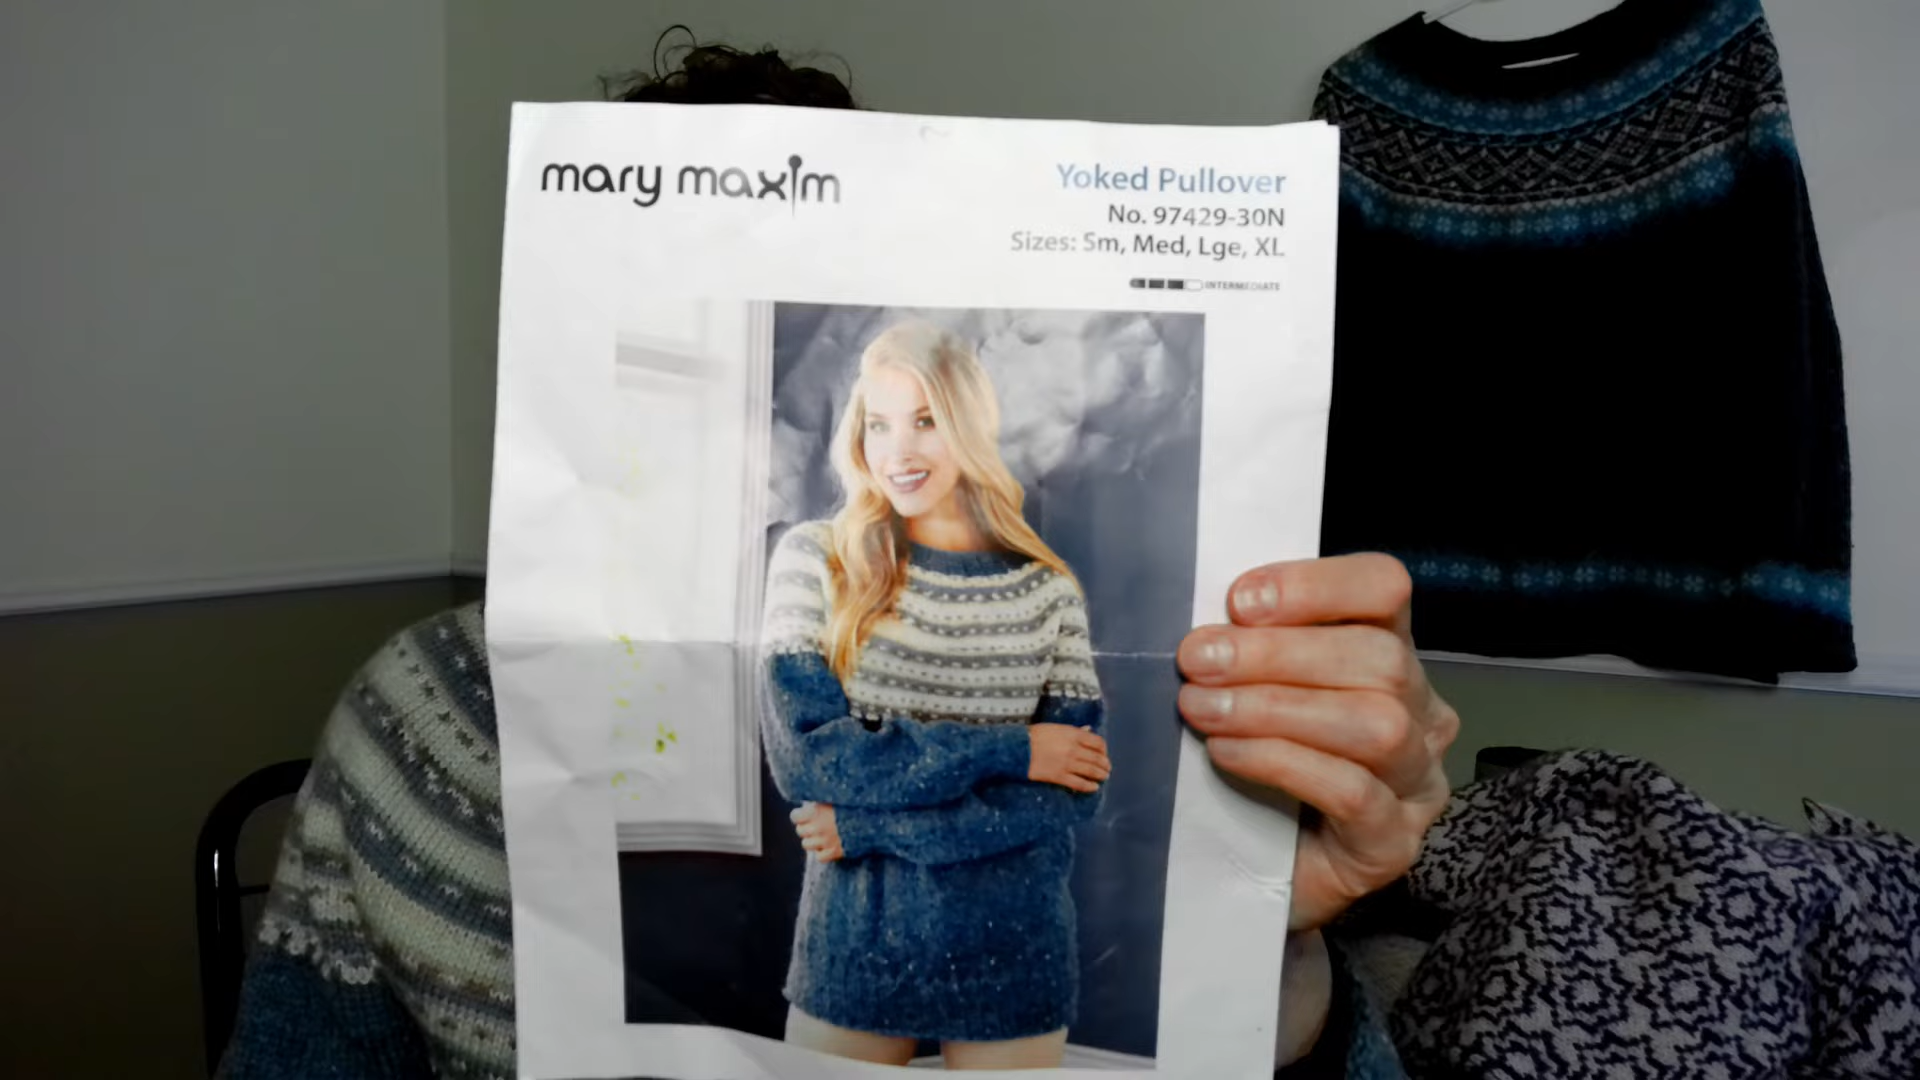 mary maxim
Yoked Pullover
No. 97429-30N
Sizes: Sm, Med, Lge, XL
INTERMEDIATE